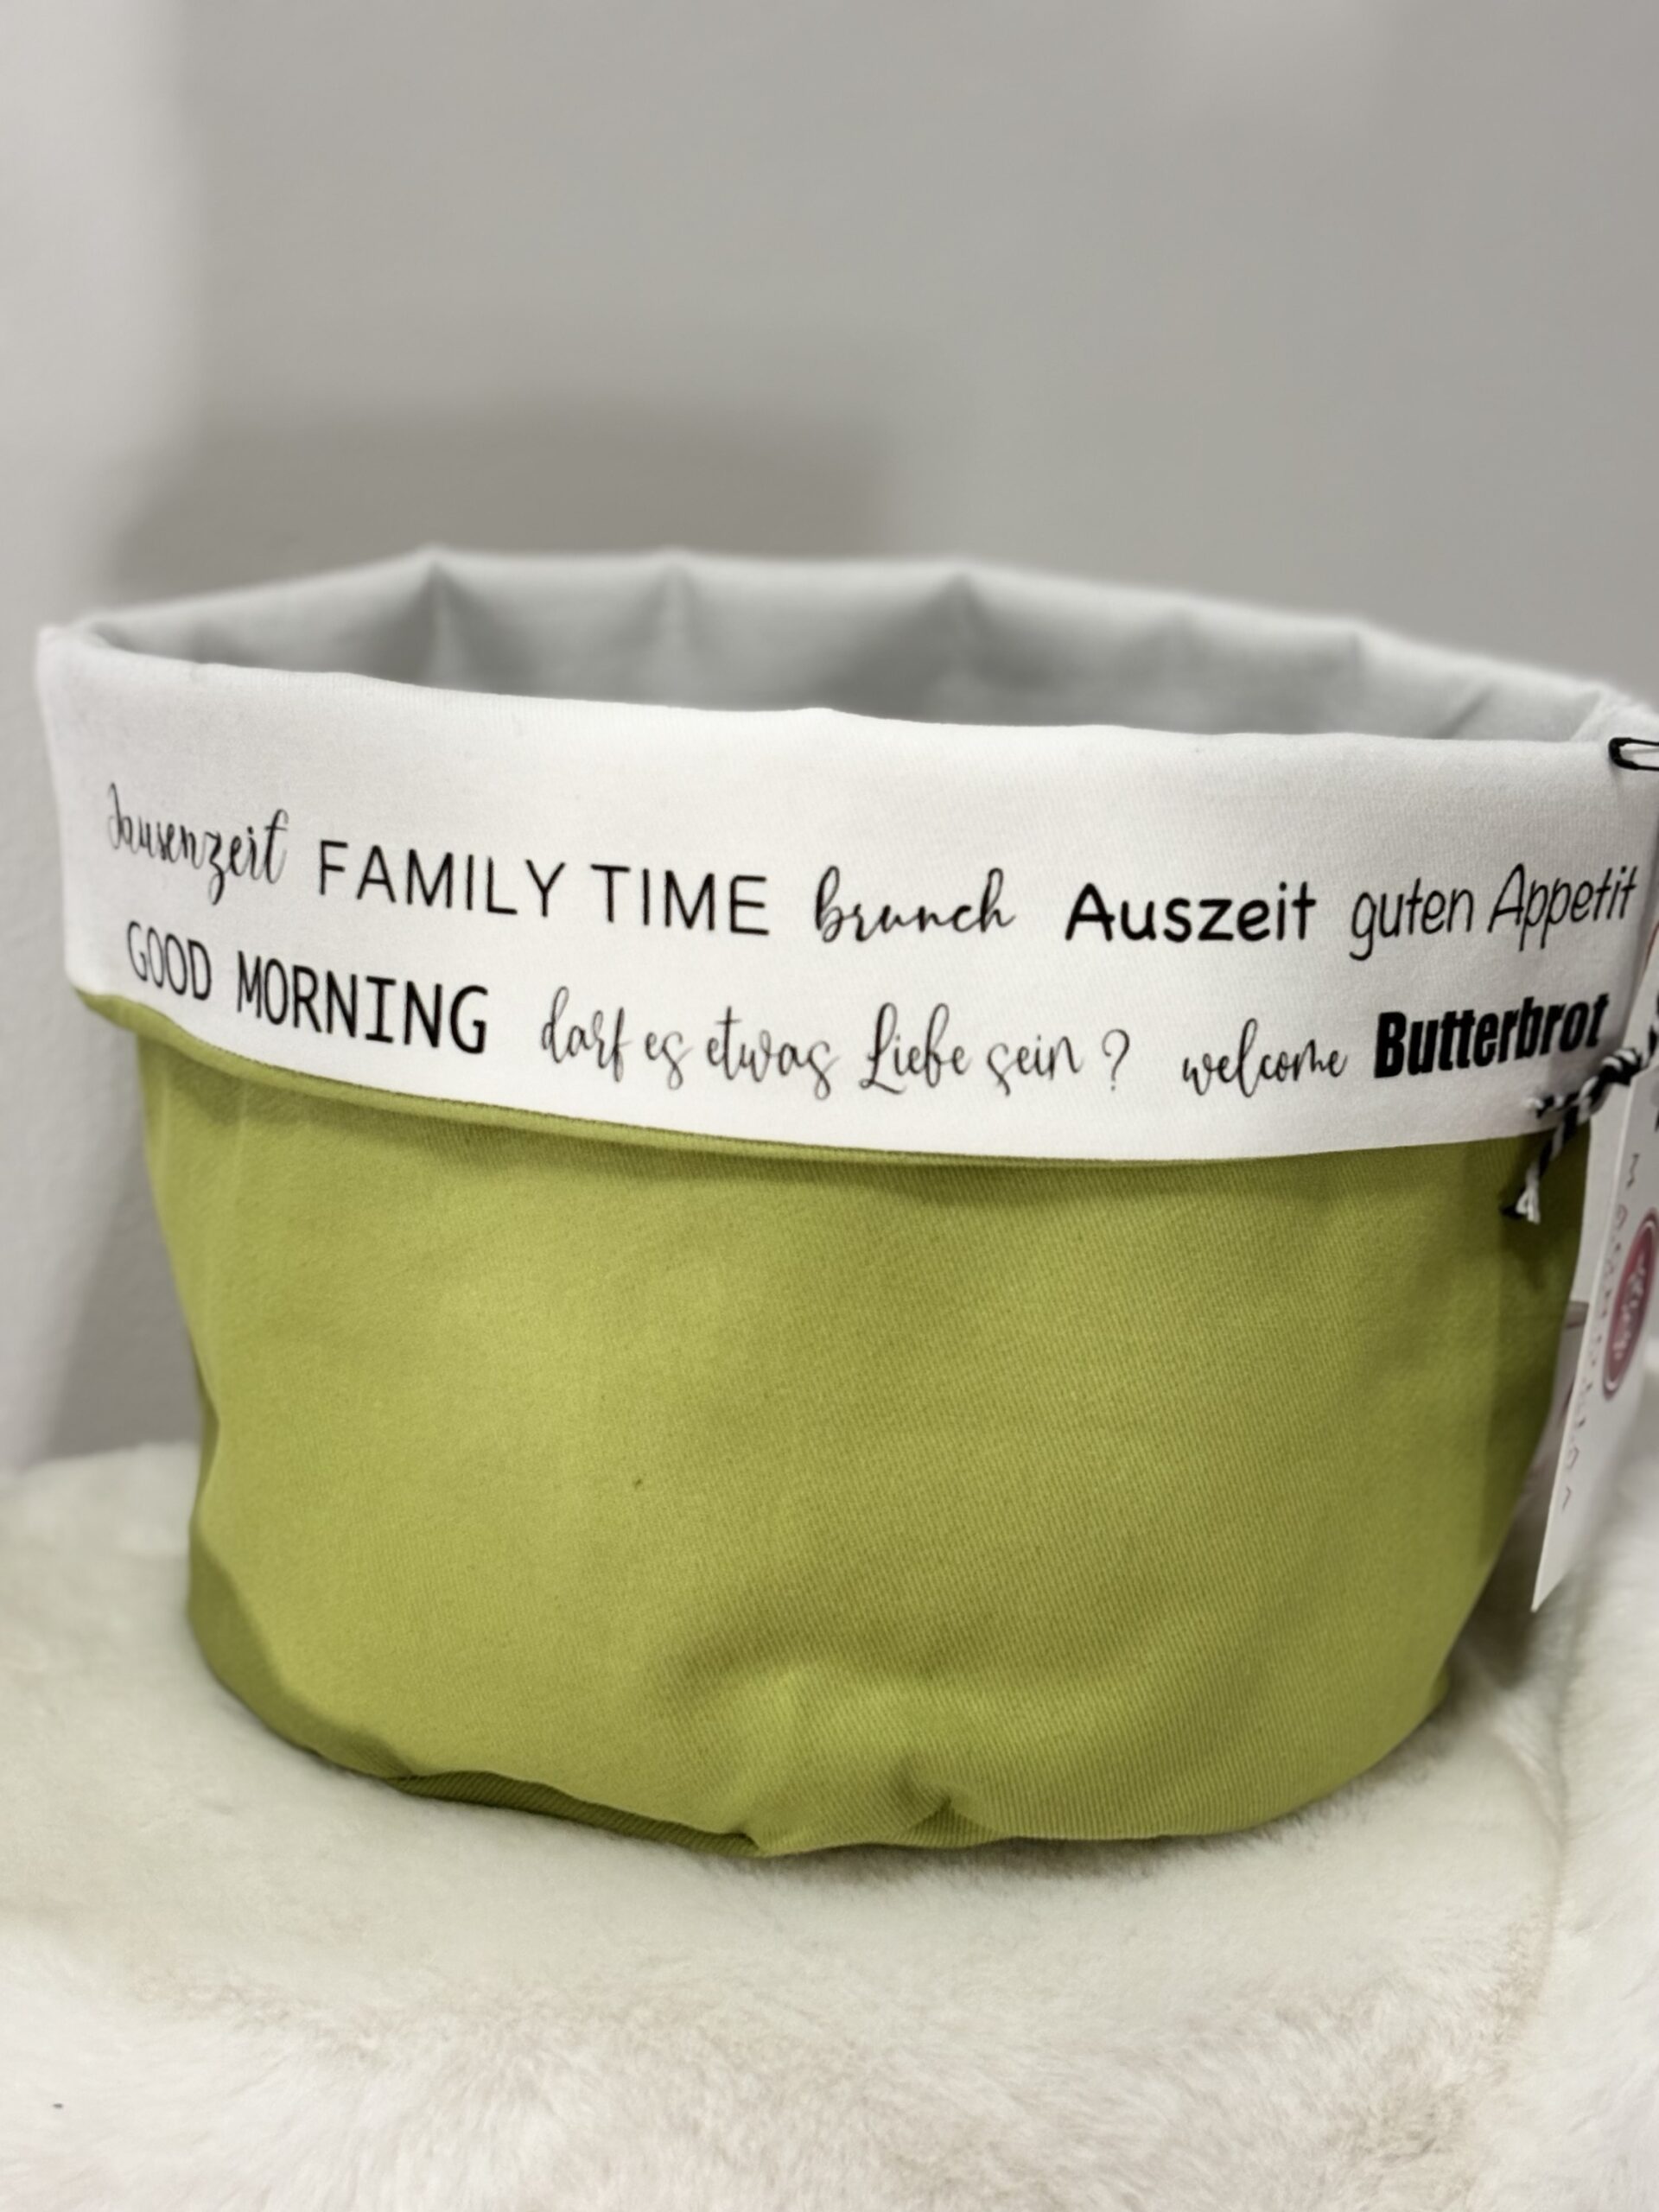 Jausenzeit FAMILY TIME brunch Auszeit guten Appetit
GOOD MORNING darf es etwas Liebe sein ? welcome Butterbrot